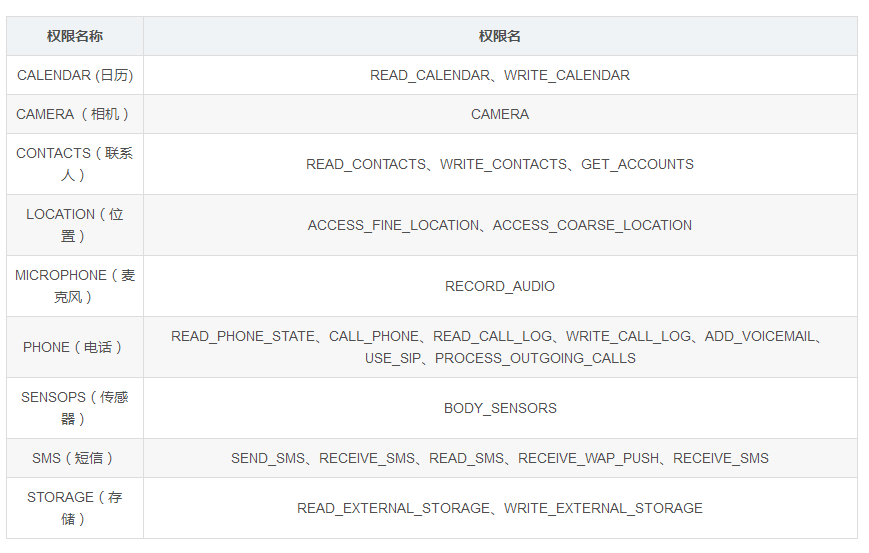 权限名称 权限名
CALENDAR (日历) READ_CALENDAR、WRITE_CALENDAR
CAMERA （ 相机 ） CAMERA
CONTACTS（ 联系
人 ）
READ_CONTACTS、WRITE_CONTACTS、GET_ACCOUNTS
LOCATION（ 位
置 ）
ACCESS_FINE_LOCATION、ACCESS_COARSE_LOCATION
MICROPHONE（ 麦
克风 ）
RECORD_AUDIO
PHONE（ 电话 ）
READ_PHONE_STATE、CALL_PHONE、READ_CALL_LOG、WRITE_CALL_LOG、ADD_VOICEMAIL、
USE_SIP、PROCESS_OUTGOING_CALLS
SENSOPS（ 传感
器 ）
BODY_SENSORS
SMS（ 短信 ） SEND_SMS、RECEIVE_SMS、READ_SMS、RECEIVE_WAP_PUSH、RECEIVE_SMS
STORAGE（ 存
储 ）
READ_EXTERNAL_STORAGE、WRITE_EXTERNAL_STORAGE